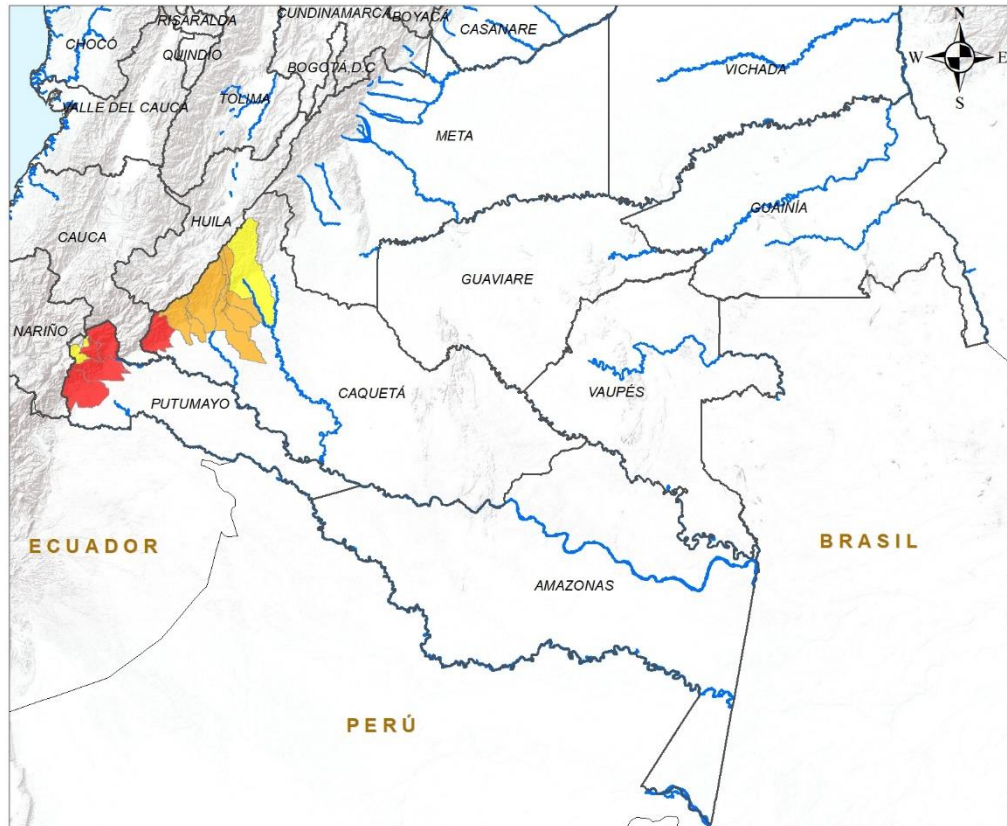 RISARALDA
CUNDINAMARCA
BOYACÁ
CASANARE
N
CHOCÓ
QUINDÍO
BOGOTÁ D.C
VICHADA
W
E
VALLE DEL CAUCA
TOLIMA
S
META
GUAINÍA
HUILA
CAUCA
GUAVIARE
NARIÑO
VAUPÉS
CAQUETÁ
PUTUMAYO
ECUADOR
BRASIL
AMAZONAS
PERÚ